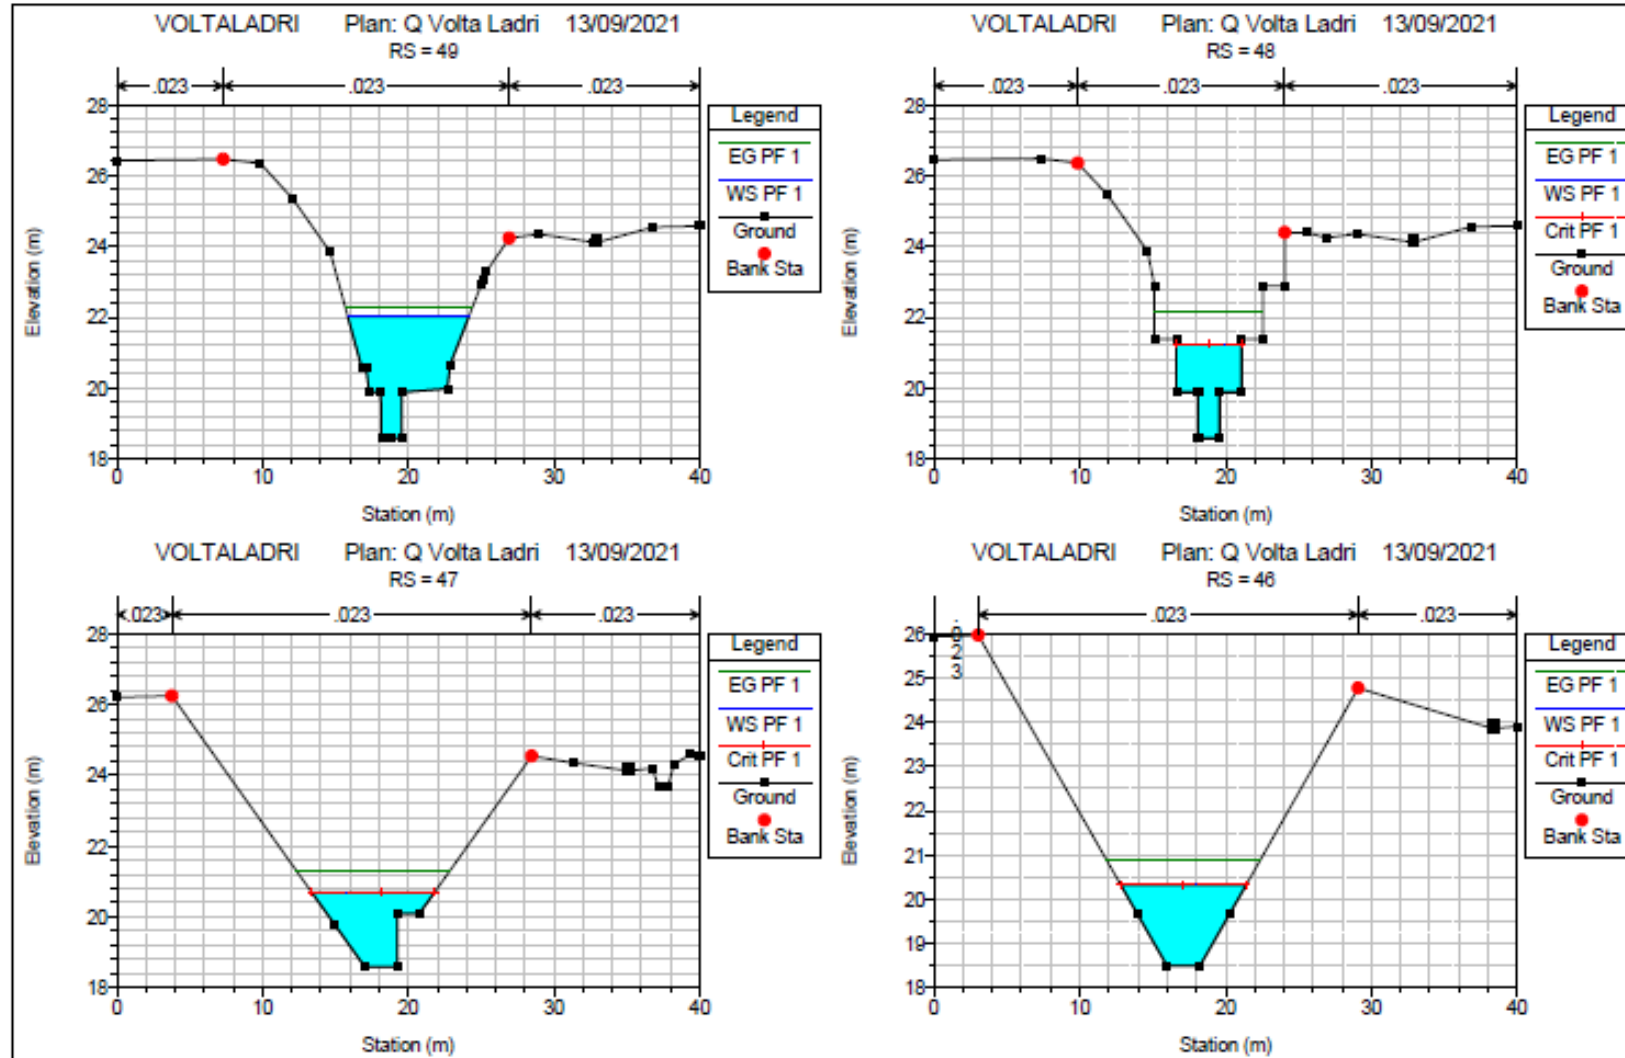 VOLTALADRI Plan: Q Volta Ladri 13/09/2021
RS = 49
.023 .023 .023
28
26
24
22
20
18
Elevation (m)
0 10 20 30 40
Station (m)
Legend
EG PF 1
WS PF 1
Ground
Bank Sta
VOLTALADRI Plan: Q Volta Ladri 13/09/2021
RS = 48
.023 .023 .023
28
26
24
22
20
18
Elevation (m)
0 10 20 30 40
Station (m)
Legend
EG PF 1
WS PF 1
Crit PF 1
Ground
Bank Sta
VOLTALADRI Plan: Q Volta Ladri 13/09/2021
RS = 47
.023 .023 .023
28
26
24
22
20
18
Elevation (m)
0 10 20 30 40
Station (m)
Legend
EG PF 1
WS PF 1
Crit PF 1
Ground
Bank Sta
VOLTALADRI Plan: Q Volta Ladri 13/09/2021
RS = 46
.023 .023 .023
26
25
24
23
22
21
20
19
18
Elevation (m)
0 10 20 30 40
Station (m)
Legend
EG PF 1
WS PF 1
Crit PF 1
Ground
Bank Sta